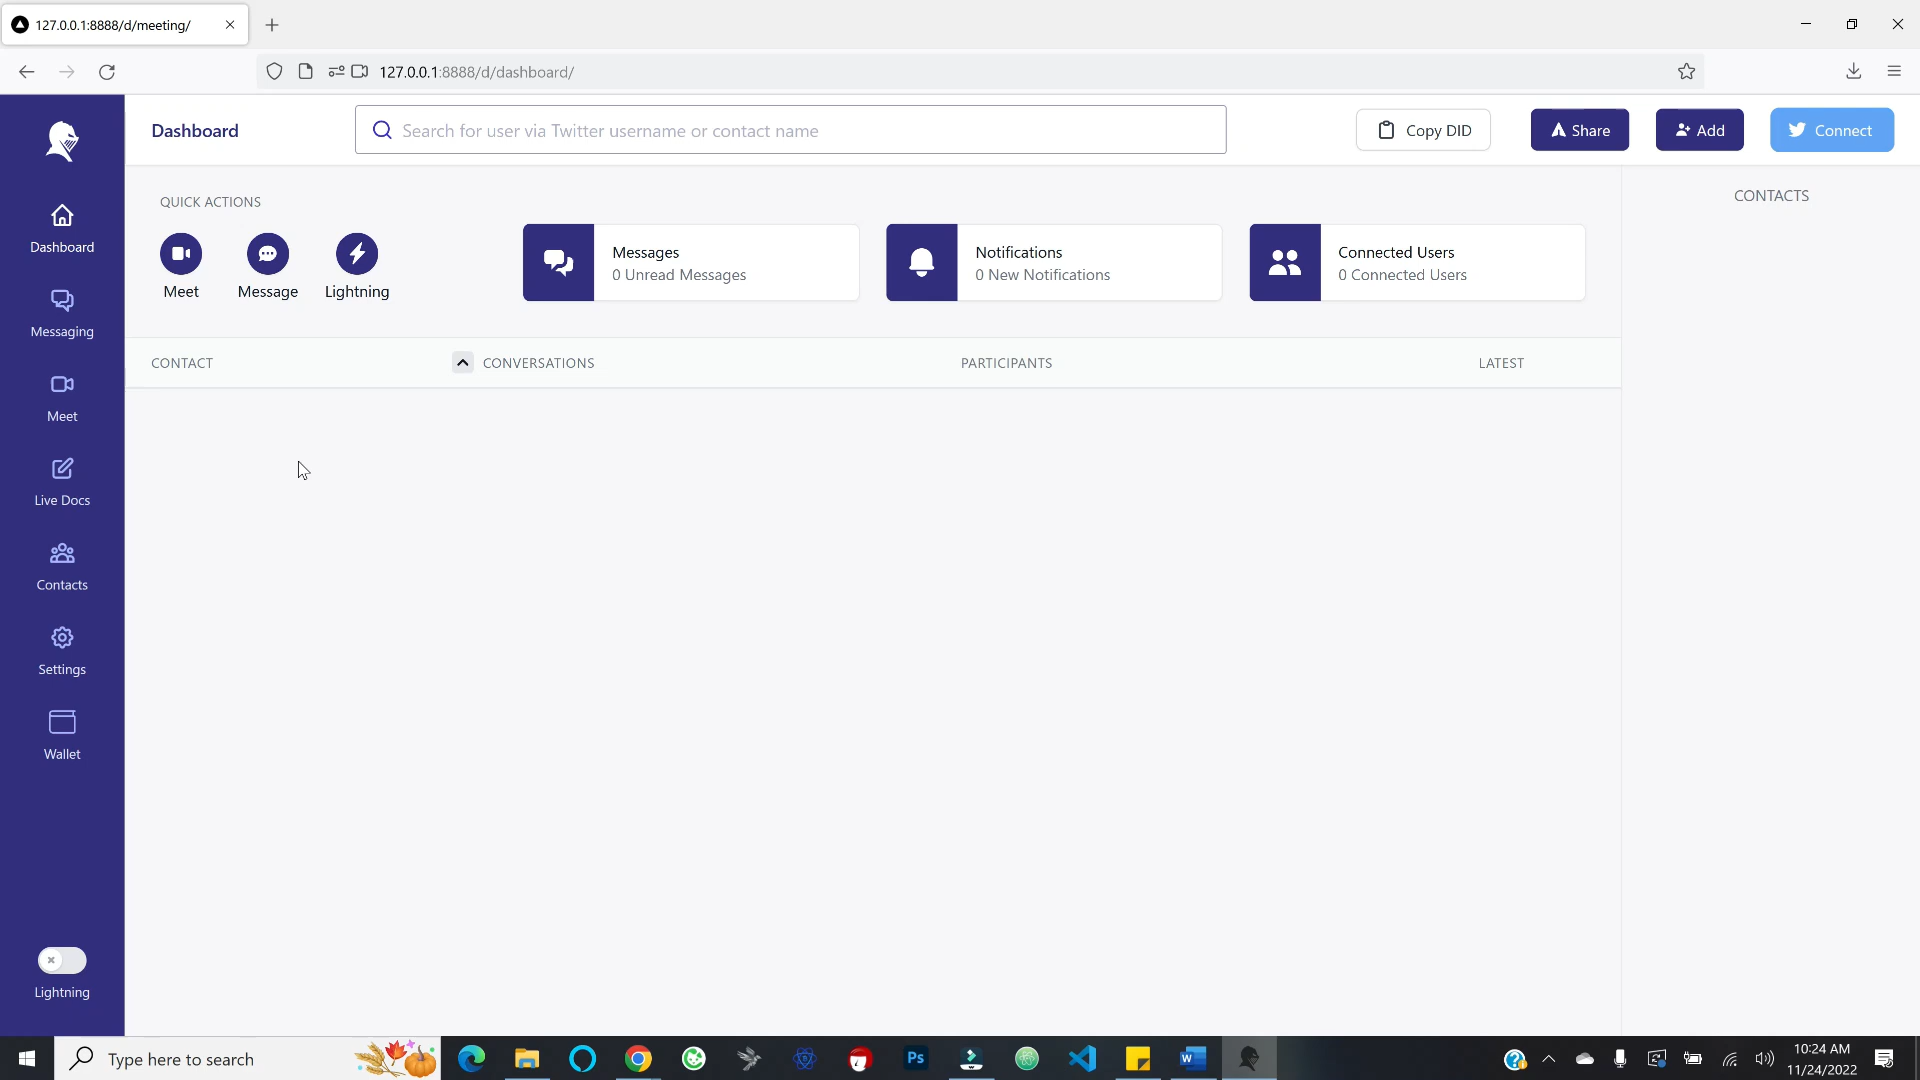 127.0.0.1:8888/d/meeting/
127.0.0.1:8888/d/dashboard/
Dashboard
Search for user via Twitter username or contact name
Copy DID
Share
Add
Connect
Dashboard
Messaging
Meet
Live Docs
Contacts
Settings
Wallet
Lightning
QUICK ACTIONS
Meet
Message
Lightning
Messages
0 Unread Messages
Notifications
0 New Notifications
Connected Users
0 Connected Users
CONTACTS
CONTACT
CONVERSATIONS
PARTICIPANTS
LATEST
Type here to search
Ps
10:24 AM
11/24/2022